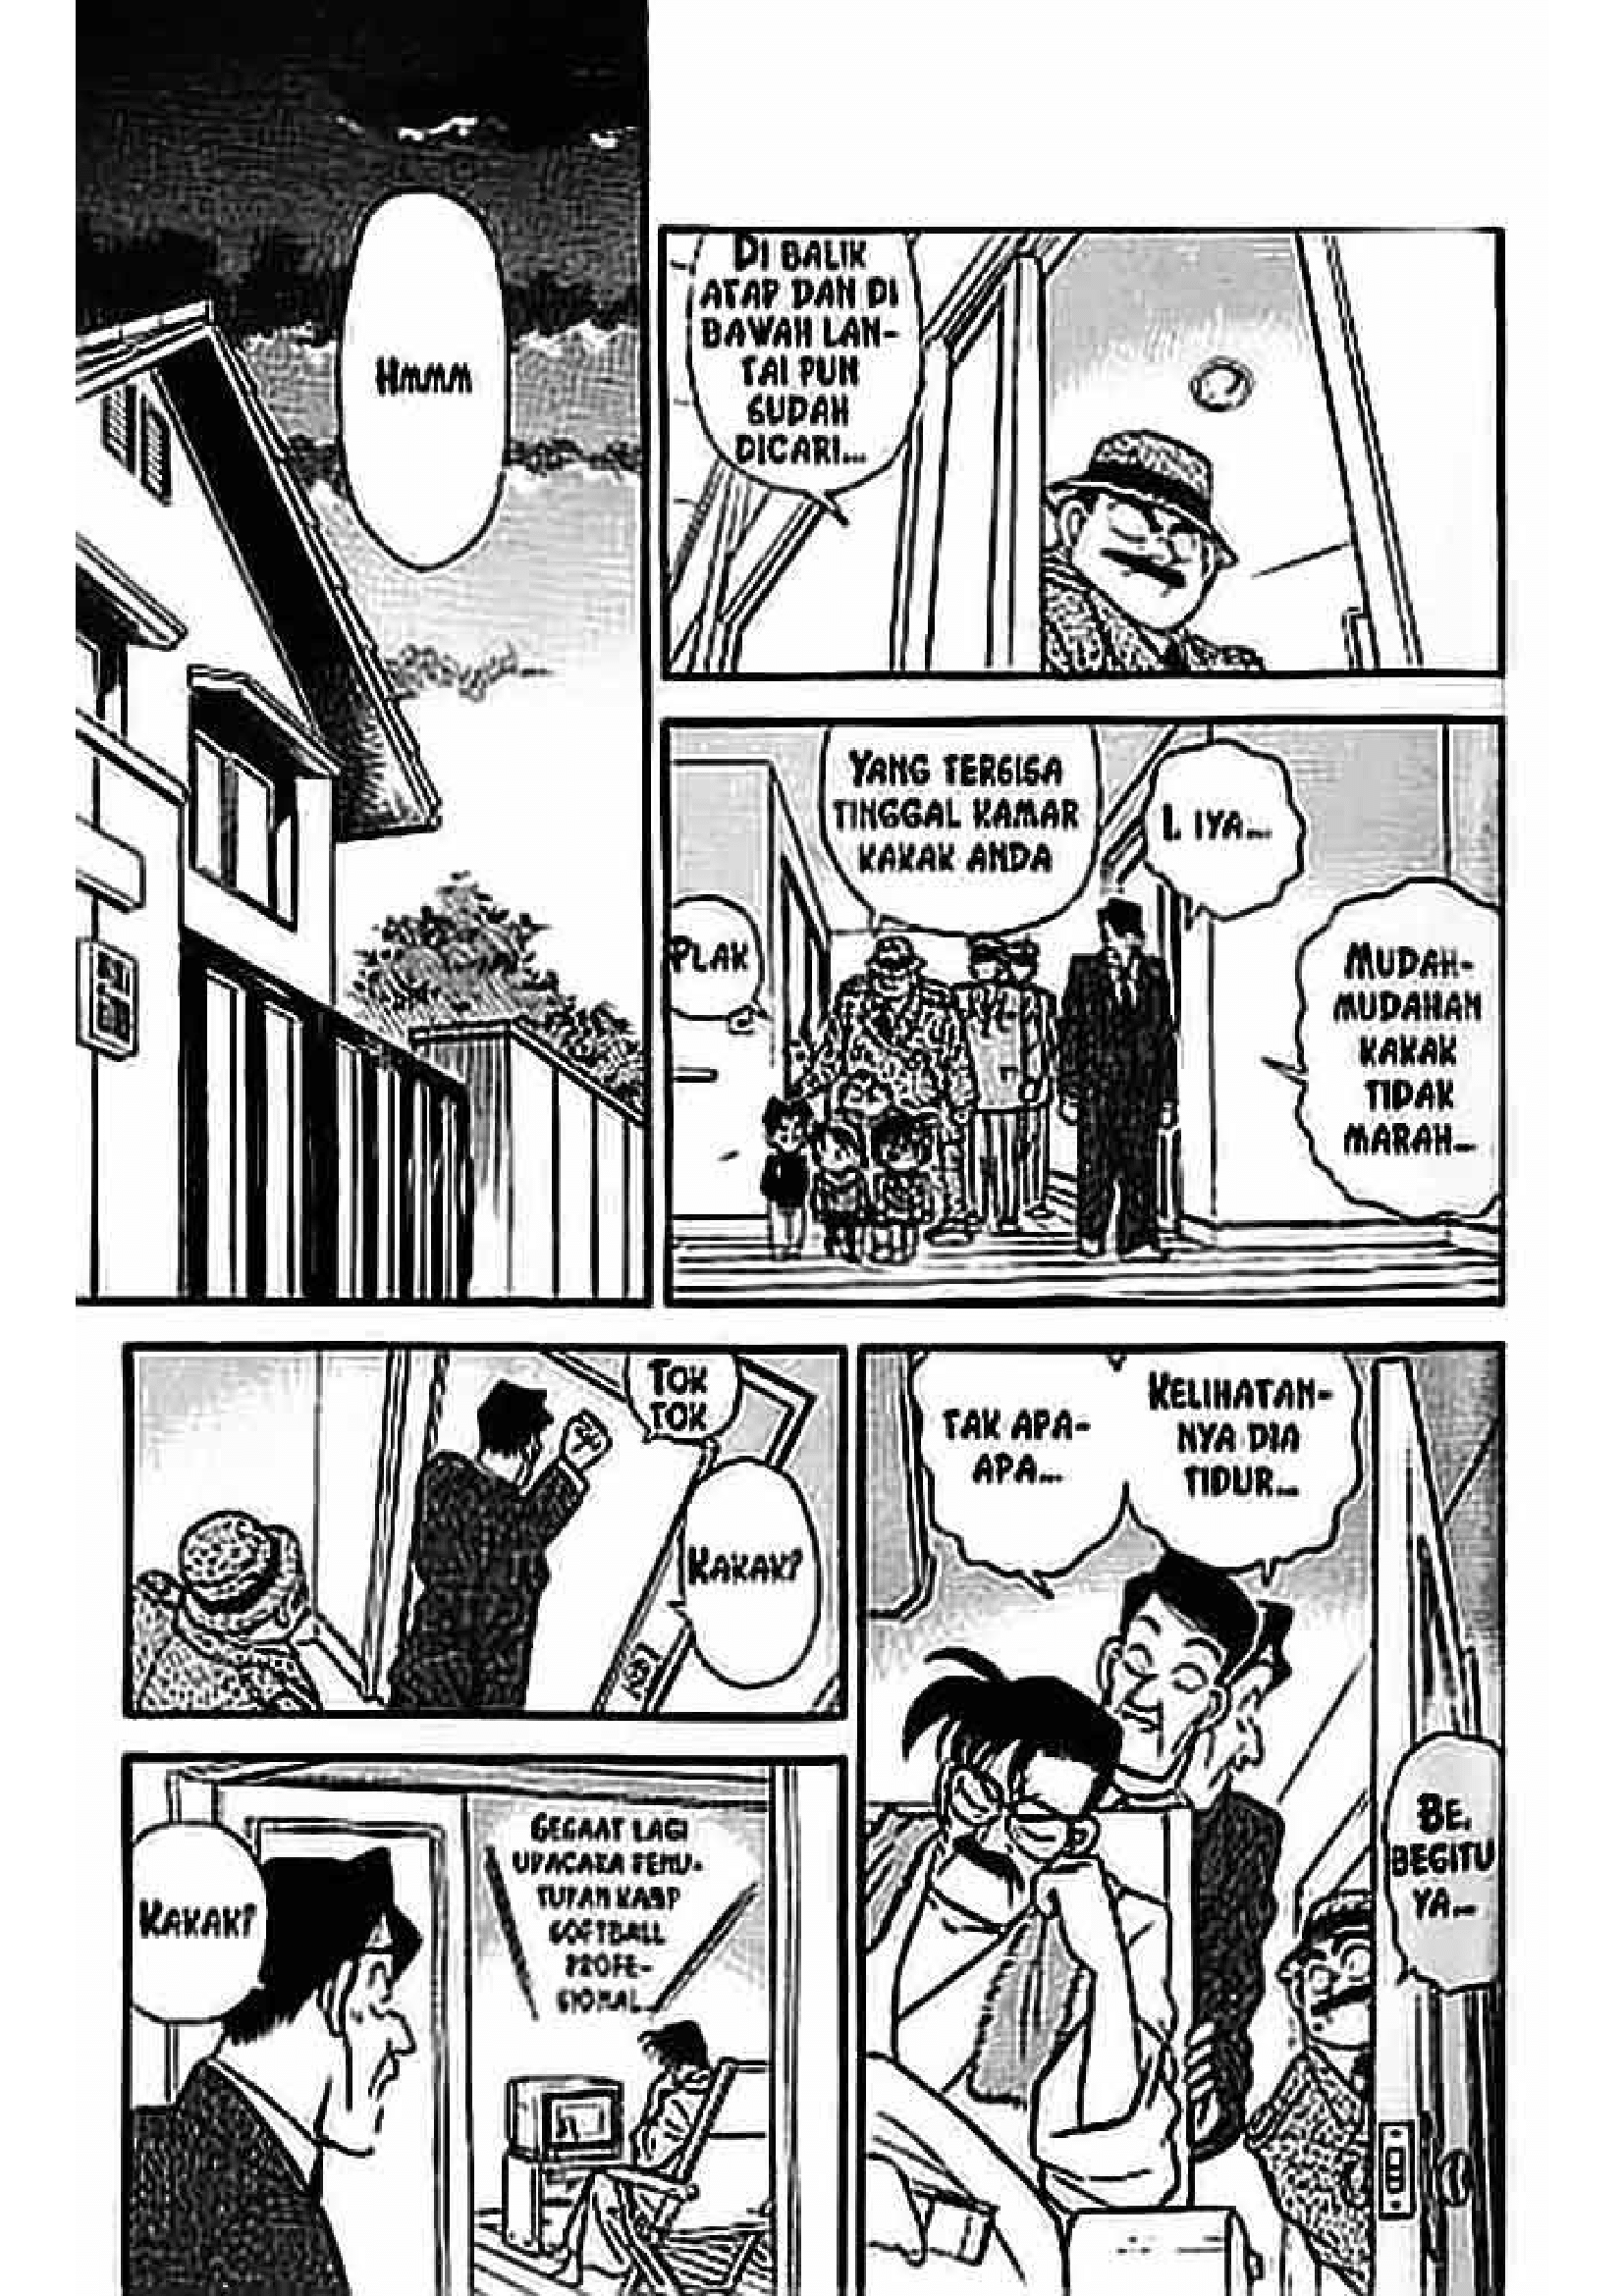 HMMM
DI BALIK
ATAP DAN DI
BAWAH LAN-
TAI PUN
SUDAH
DICARI...
YANG TERSISA
TINGGAL KAMAR
KAKAK ANDA
I. IYA...
PLAK
MUDAH-
MUDAHAN
KAKAK
TIDAK
MARAH...
TOK
TOK
KAKAK?
KAKAK?
SESAAT LAGI
UPACARA PENU-
TUPAN KASP
SOFTBALL
PROFE-
SIONAL...
KELIHATAN-
NYA DIA
TIDUR...
TAK APA-
APA...
BE.
BEGITU
YA...